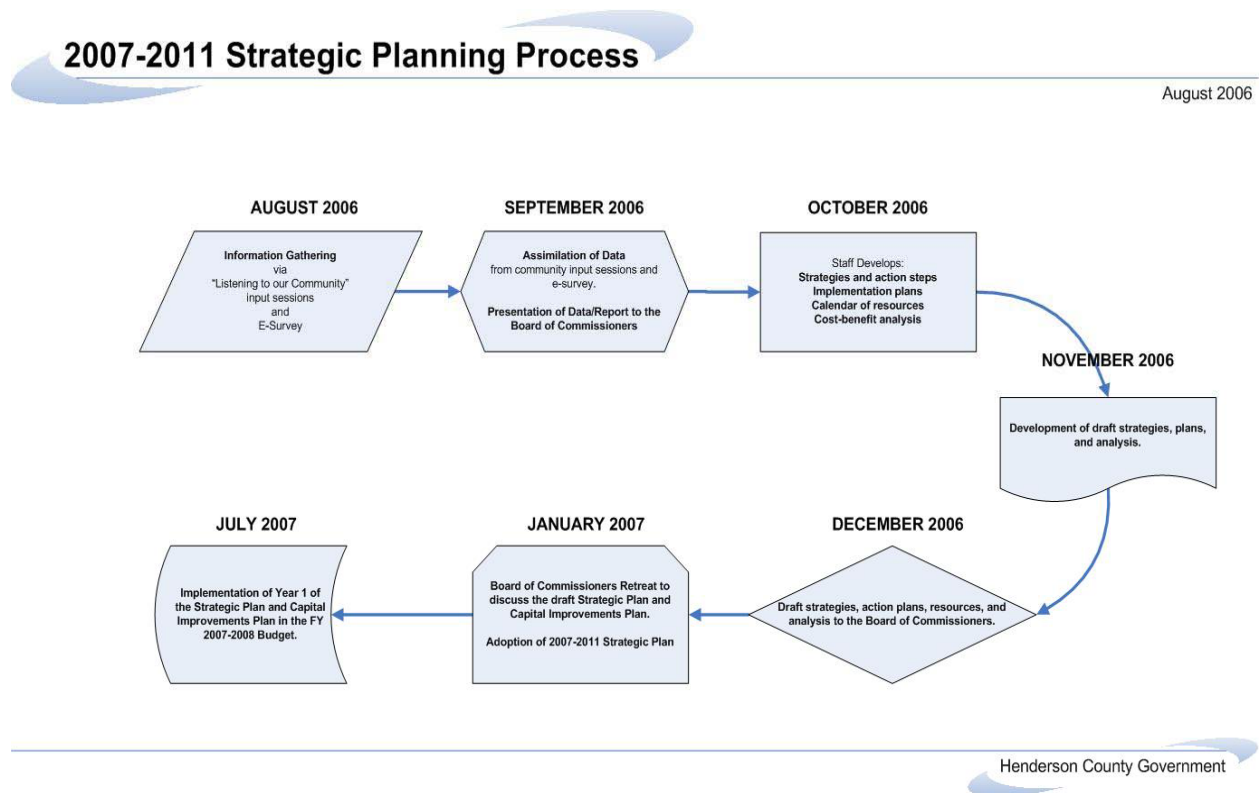 2007-2011 Strategic Planning Process
August 2006
AUGUST 2006
Information Gathering
via
“Listening to our Community”
input sessions
and
E-Survey
SEPTEMBER 2006
Assimilation of Data
from community input sessions and
e-survey.
Presentation of Data/Report to the
Board of Commissioners
OCTOBER 2006
Staff Develops:
Strategies and action steps
Implementation plans
Calendar of resources
Cost-benefit analysis
NOVEMBER 2006
Development of draft strategies, plans,
and analysis.
DECEMBER 2006
Draft strategies, action plans, resources, and
analysis to the Board of Commissioners.
JANUARY 2007
Board of Commissioners Retreat to
discuss the draft Strategic Plan and
Capital Improvements Plan.
Adoption of 2007-2011 Strategic Plan
JULY 2007
Implementation of Year 1 of
the Strategic Plan and Capital
Improvements Plan in the FY
2007-2008 Budget.
Henderson County Government